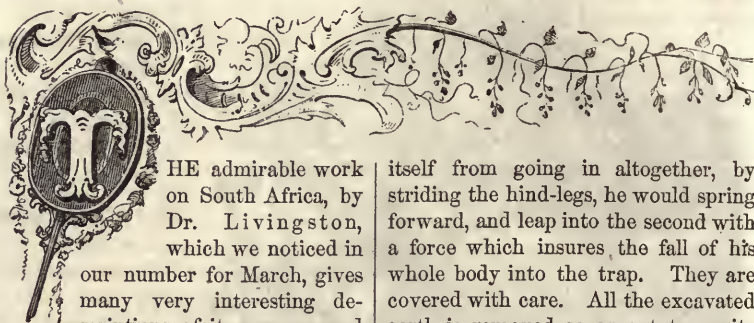 THE admirable work
on South Africa, by
Dr. Livingston,
which we noticed in
our number for March, gives
many very interesting de-
itself from going in altogether, by
striding the hind-legs, he would spring
forward, and leap into the second with
a force which insures the fall of his
whole body into the trap. They are
covered with care. All the excavated